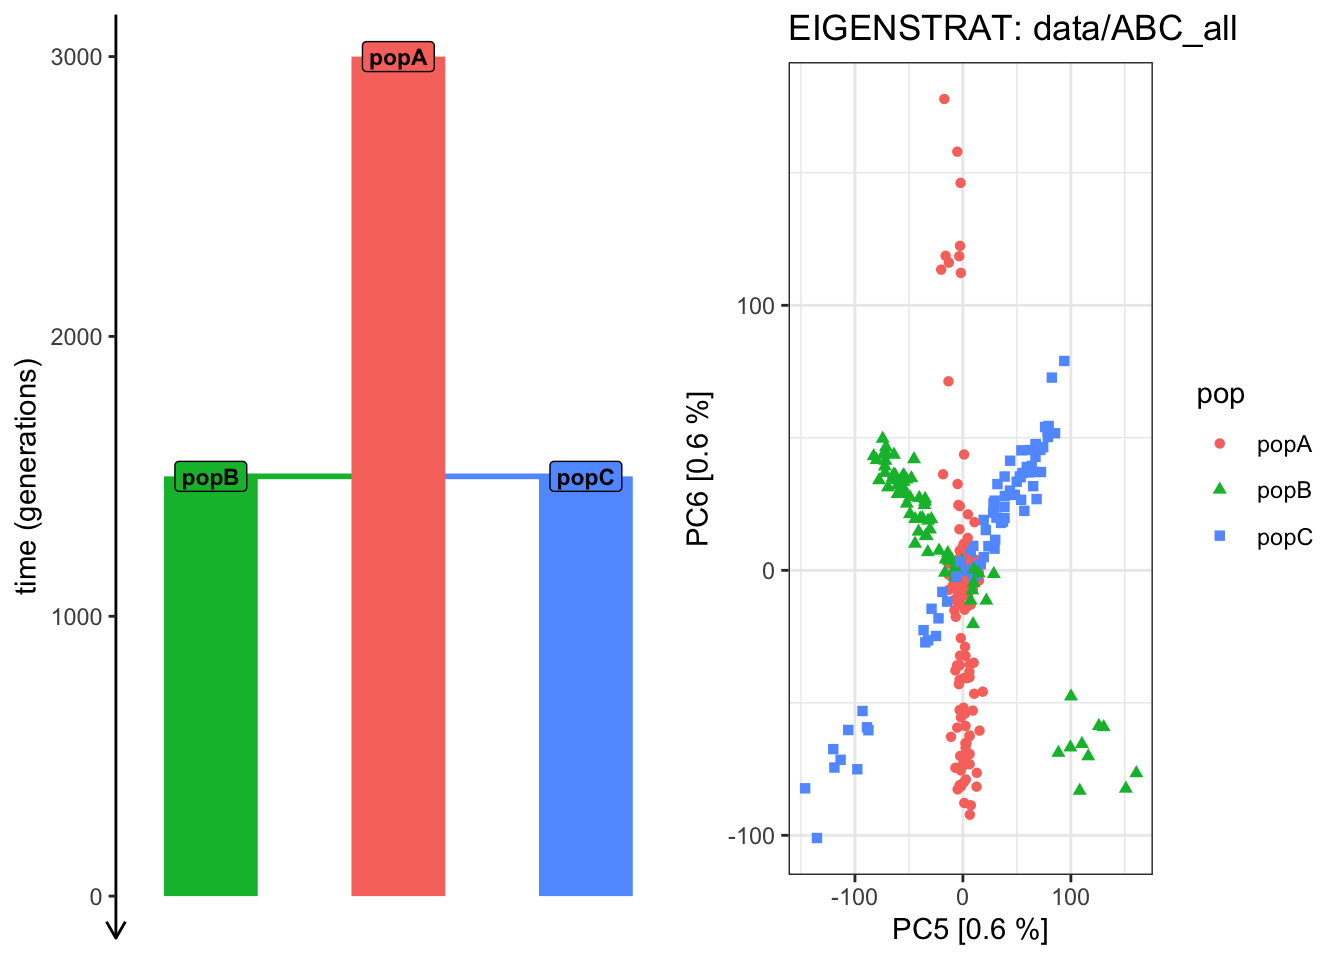 time (generations)
3000
2000
1000
0
popA
popB
popC
EIGENSTRAT: data/ABC_all
PC6 [0.6 %]
100
0
-100
-100
0
100
PC5 [0.6 %]
pop
popA
popB
popC